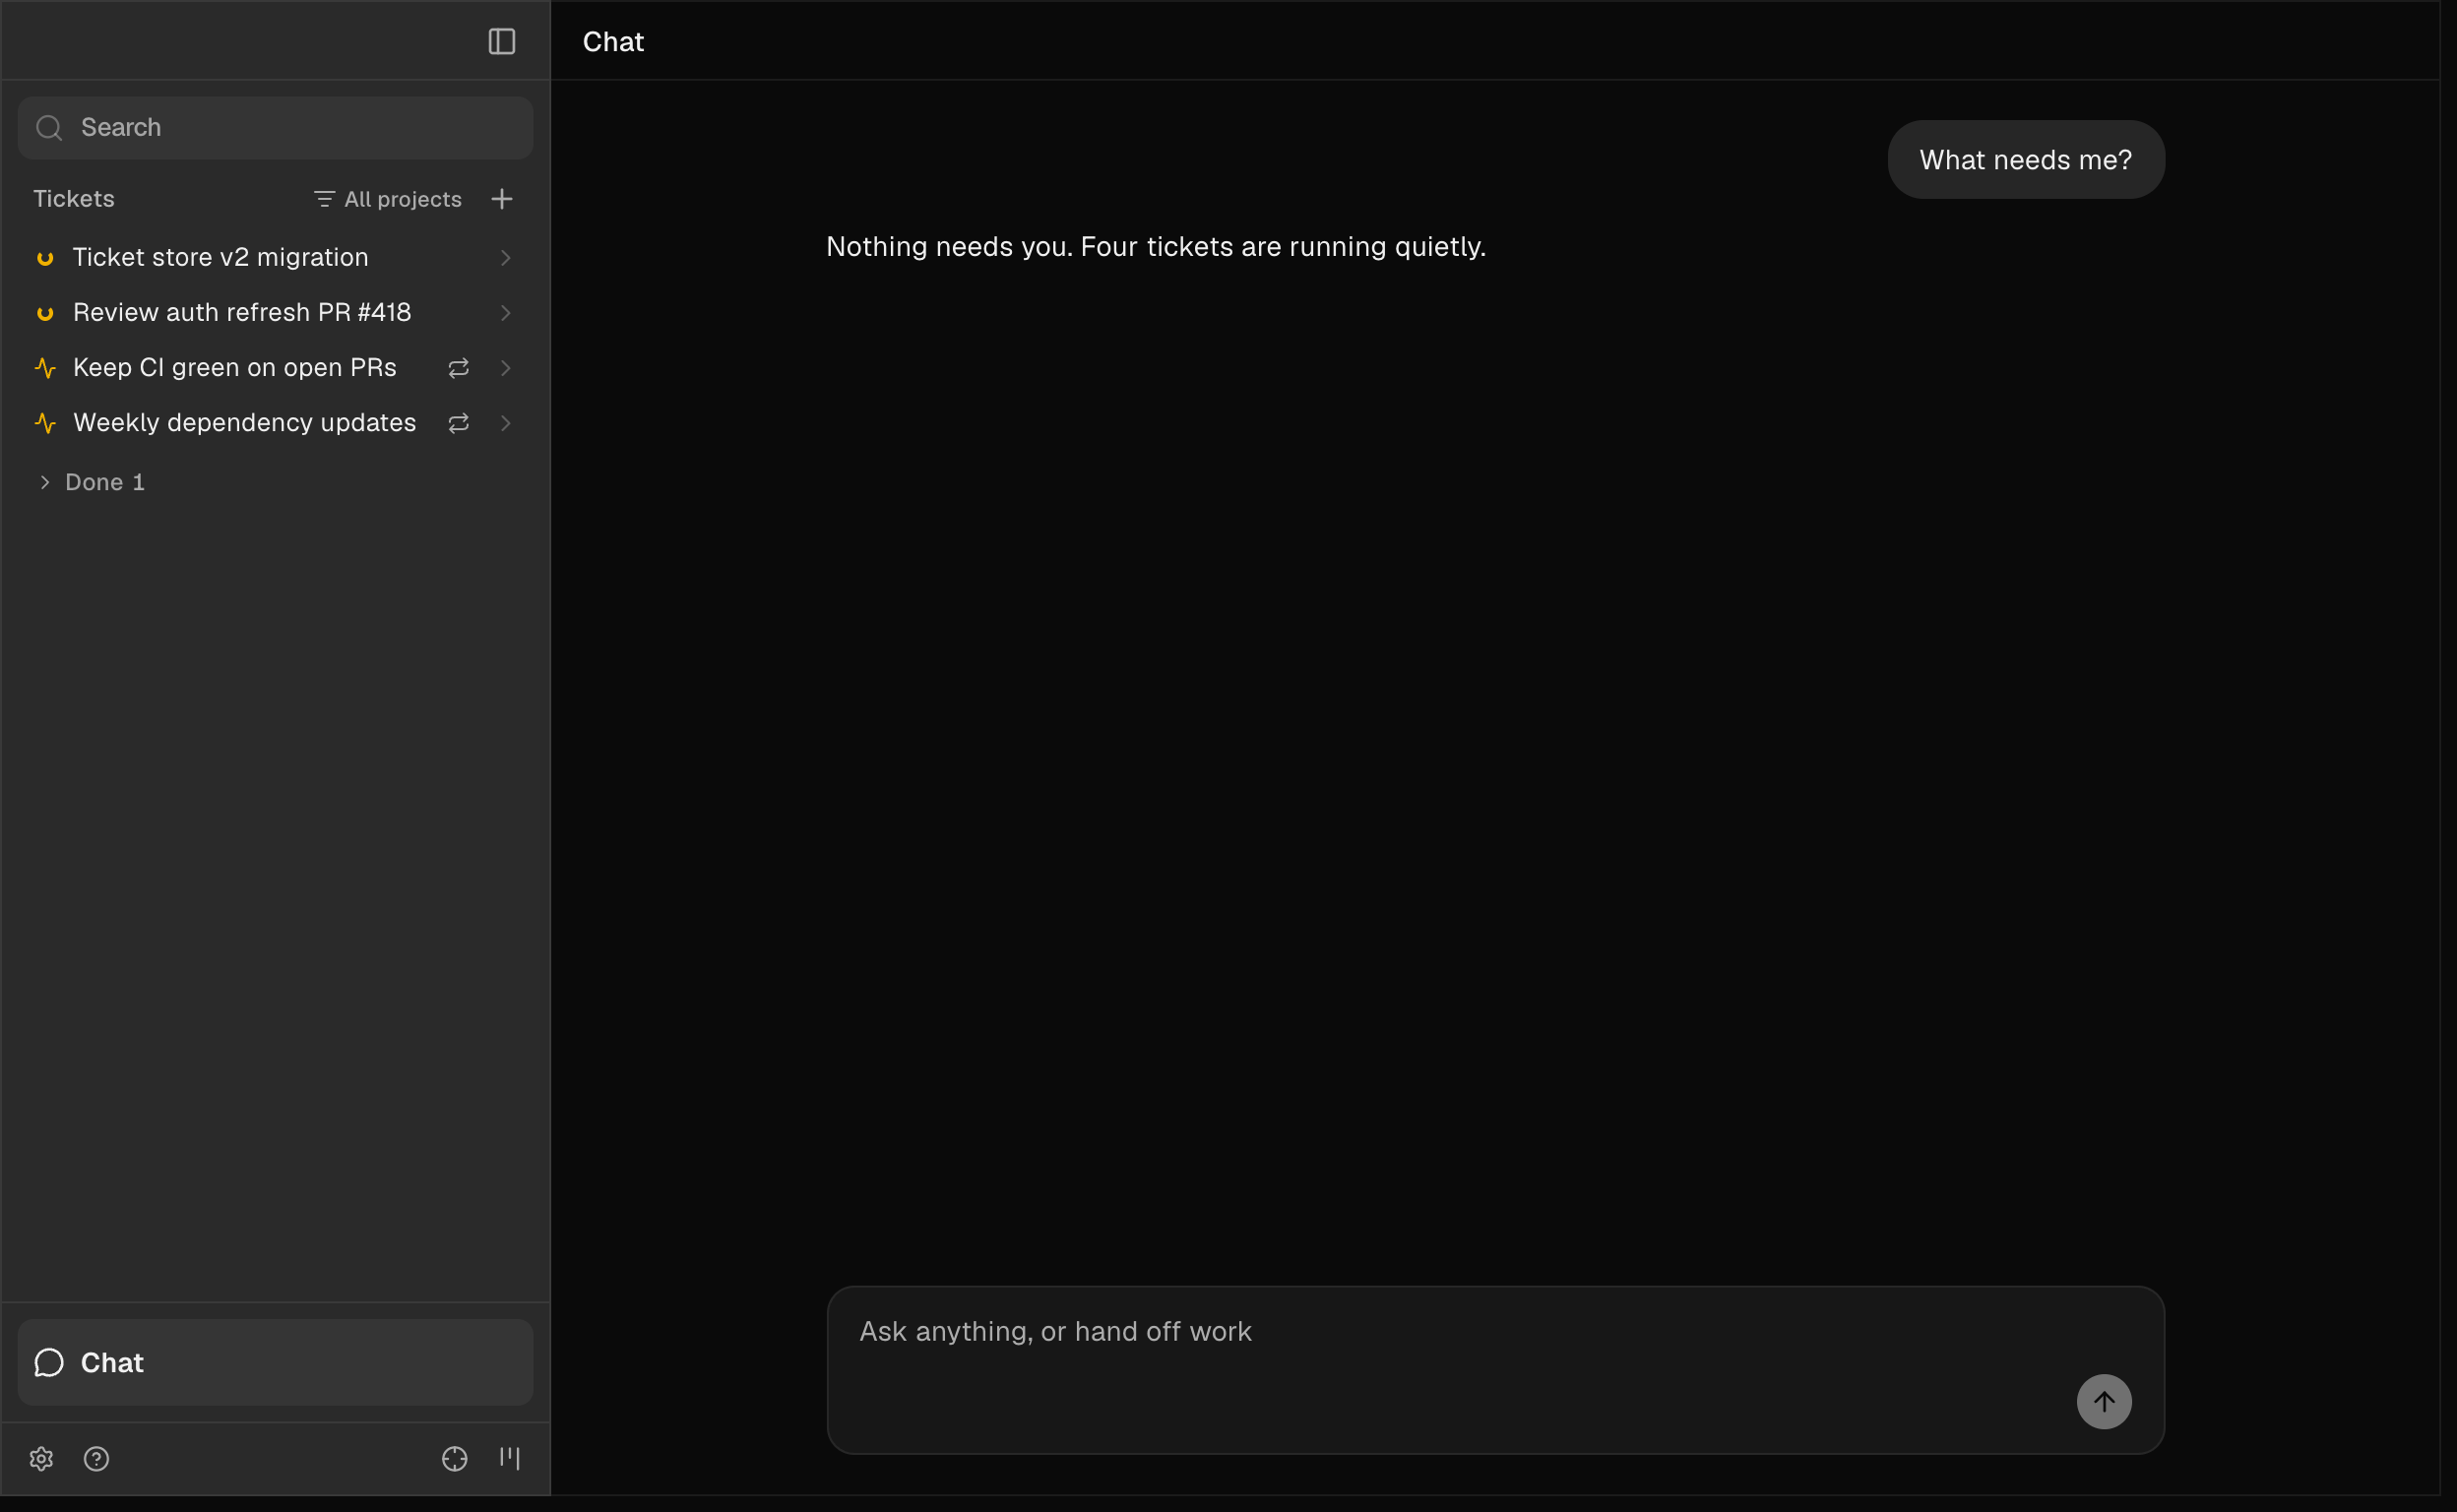 Chat
Search
Tickets
All projects
Ticket store v2 migration
Review auth refresh PR #418
Keep CI green on open PRs
Weekly dependency updates
Done 1
What needs me?
Nothing needs you. Four tickets are running quietly.
Ask anything, or hand off work
Chat